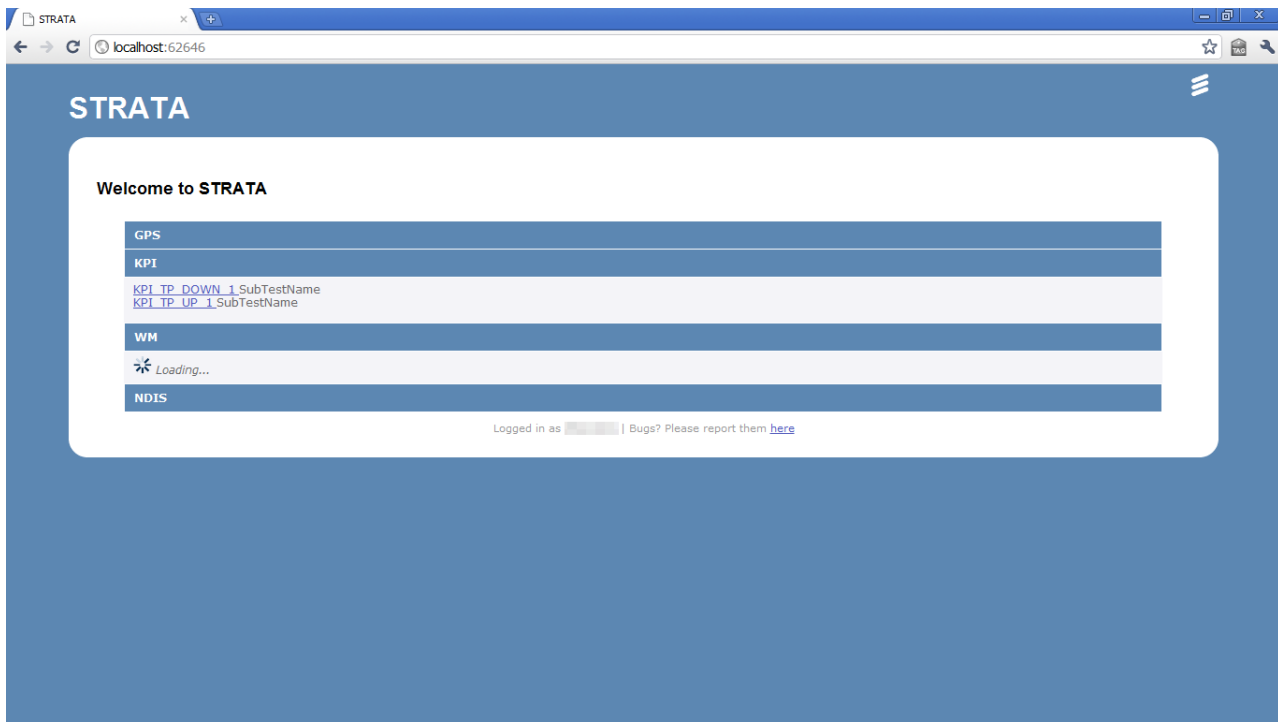 STRATA
localhost:62646
TAG
STRATA
Welcome to STRATA
GPS
KPI
KPI_TP_DOWN_1 SubTestName
KPI_TP_UP_1 SubTestName
WM
Loading...
NDIS
Logged in as | Bugs? Please report them here